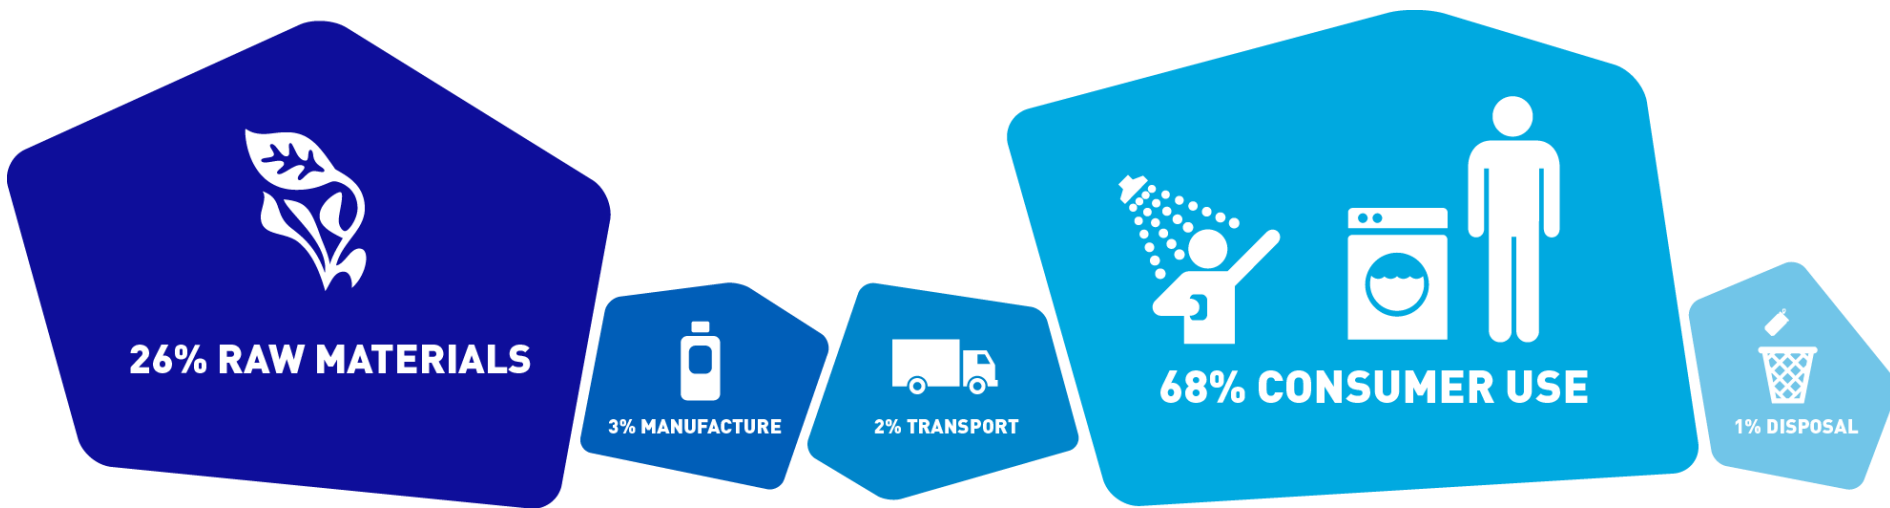 26% RAW MATERIALS
3% MANUFACTURE
2% TRANSPORT
68% CONSUMER USE
1% DISPOSAL